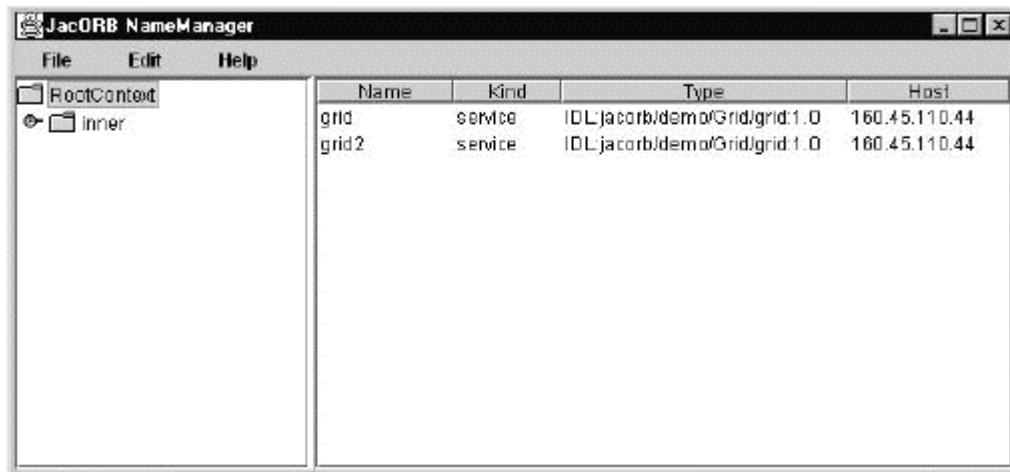 JacORB NameManager
File Edit Help
RootContext
inner
Name Kind Type Host
grid service IDL:jacorb/demo/Grid/grid:1.0 160.45.110.44
grid2 service IDL:jacorb/demo/Grid/grid:1.0 160.45.110.44